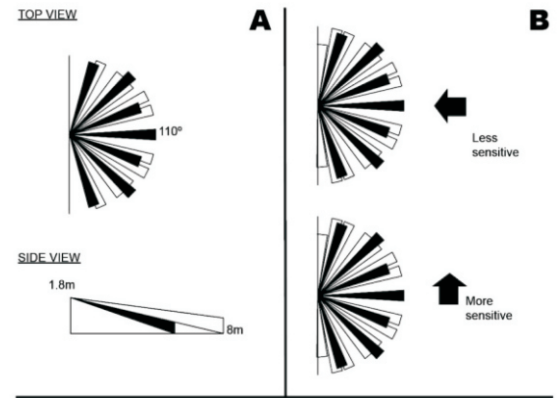 TOP VIEW
A
110º
SIDE VIEW
1.8m
8m
B
Less
sensitive
More
sensitive